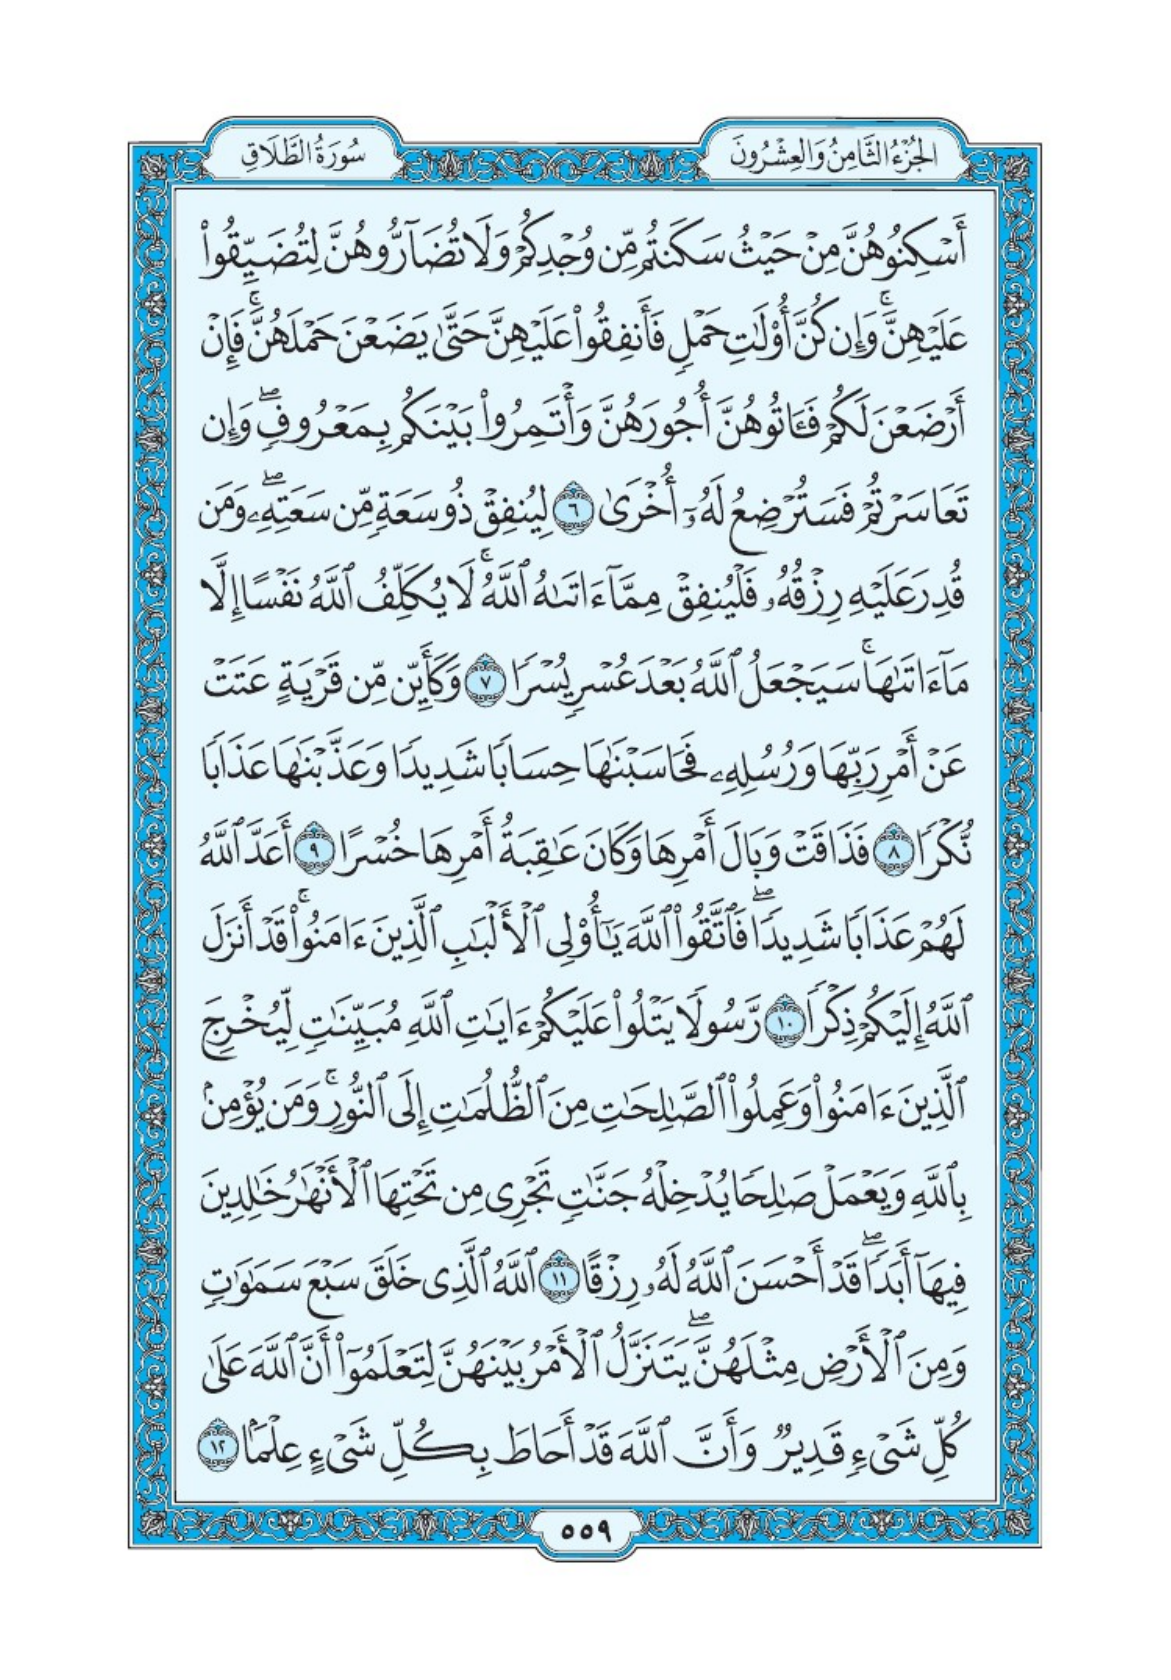 الجُزْءُ الثَّامِنُ وَالعِشْرُونَ
سُورَةُ الطَّلَاقِ
أَسْكِنُوهُنَّ مِنْ حَيْثُ سَكَنتُم مِّن وُجْدِكُمْ وَلَا تُضَآرُّوهُنَّ لِتُضَيِّقُوا۟
عَلَيْهِنَّ ۚ وَإِن كُنَّ أُو۟لَـٰتِ حَمْلٍ فَأَنفِقُوا۟ عَلَيْهِنَّ حَتَّىٰ يَضَعْنَ حَمْلَهُنَّ ۚ فَإِنْ
أَرْضَعْنَ لَكُمْ فَـَٔاتُوهُنَّ أُجُورَهُنَّ وَأْتَمِرُوا۟ بَيْنَكُم بِمَعْرُوفٍ ۖ وَإِن
تَعَاسَرْتُمْ فَسَتُرْضِعُ لَهُۥٓ أُخْرَىٰ ٦ لِيُنفِقْ ذُو سَعَةٍ مِّن سَعَتِهِۦ ۖ وَمَن
قُدِرَ عَلَيْهِ رِزْقُهُۥ فَلْيُنفِقْ مِمَّآ ءَاتَىٰهُ ٱللَّهُ ۚ لَا يُكَلِّفُ ٱللَّهُ نَفْسًا إِلَّا
مَآ ءَاتَىٰهَا ۚ سَيَجْعَلُ ٱللَّهُ بَعْدَ عُسْرٍ يُسْرًا ٧ وَكَأَيِّن مِّن قَرْيَةٍ عَتَتْ
عَنْ أَمْرِ رَبِّهَا وَرُسُلِهِۦ فَحَاسَبْنَـٰهَا حِسَابًا شَدِيدًا وَعَذَّبْنَـٰهَا عَذَابًا
نُّكْرًا ٨ فَذَاقَتْ وَبَالَ أَمْرِهَا وَكَانَ عَـٰقِبَةُ أَمْرِهَا خُسْرًا ٩ أَعَدَّ ٱللَّهُ
لَهُمْ عَذَابًا شَدِيدًا ۖ فَٱتَّقُوا۟ ٱللَّهَ يَـٰٓأُو۟لِى ٱلْأَلْبَـٰبِ ٱلَّذِينَ ءَامَنُوا۟ ۚ قَدْ أَنزَلَ
ٱللَّهُ إِلَيْكُمْ ذِكْرًا ١٠ رَّسُولًا يَتْلُوا۟ عَلَيْكُمْ ءَايَـٰتِ ٱللَّهِ مُبَيِّنَـٰتٍ لِّيُخْرِجَ
ٱلَّذِينَ ءَامَنُوا۟ وَعَمِلُوا۟ ٱلصَّـٰلِحَـٰتِ مِنَ ٱلظُّلُمَـٰتِ إِلَى ٱلنُّورِ ۚ وَمَن يُؤْمِنۢ
بِٱللَّهِ وَيَعْمَلْ صَـٰلِحًا يُدْخِلْهُ جَنَّـٰتٍ تَجْرِى مِن تَحْتِهَا ٱلْأَنْهَـٰرُ خَـٰلِدِينَ
فِيهَآ أَبَدًا ۖ قَدْ أَحْسَنَ ٱللَّهُ لَهُۥ رِزْقًا ١١ ٱللَّهُ ٱلَّذِى خَلَقَ سَبْعَ سَمَـٰوَٰتٍ
وَمِنَ ٱلْأَرْضِ مِثْلَهُنَّ ۖ يَتَنَزَّلُ ٱلْأَمْرُ بَيْنَهُنَّ لِتَعْلَمُوٓا۟ أَنَّ ٱللَّهَ عَلَىٰ
كُلِّ شَىْءٍ قَدِيرٌ وَأَنَّ ٱللَّهَ قَدْ أَحَاطَ بِكُلِّ شَىْءٍ عِلْمًۢا ١٢
٥٥٩